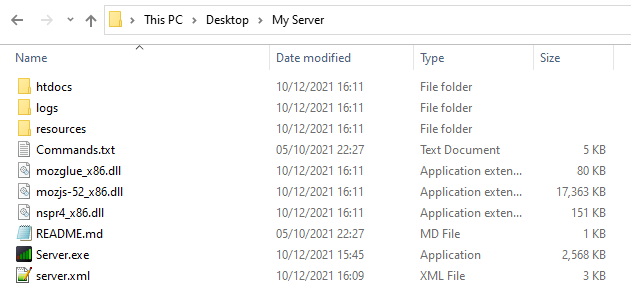 This PC > Desktop > My Server
Name Date modified Type Size
htdocs 10/12/2021 16:11 File folder
logs 10/12/2021 16:11 File folder
resources 10/12/2021 16:11 File folder
Commands.txt 05/10/2021 22:27 Text Document 5 KB
mozglue_x86.dll 10/12/2021 16:11 Application exten... 80 KB
mozjs-52_x86.dll 10/12/2021 16:11 Application exten... 17,363 KB
nspr4_x86.dll 10/12/2021 16:11 Application exten... 151 KB
README.md 05/10/2021 22:27 MD File 1 KB
Server.exe 10/12/2021 15:45 Application 2,568 KB
server.xml 10/12/2021 16:09 XML File 3 KB